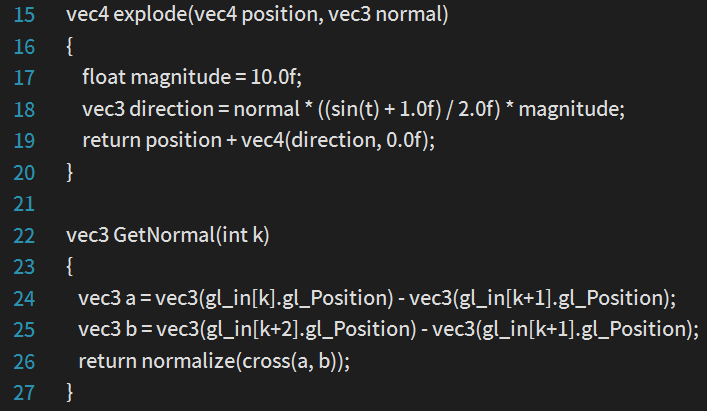 15 vec4 explode(vec4 position, vec3 normal)
16 {
17 float magnitude = 10.0f;
18 vec3 direction = normal * ((sin(t) + 1.0f) / 2.0f) * magnitude;
19 return position + vec4(direction, 0.0f);
20 }
21
22 vec3 GetNormal(int k)
23 {
24 vec3 a = vec3(gl_in[k].gl_Position) - vec3(gl_in[k+1].gl_Position);
25 vec3 b = vec3(gl_in[k+2].gl_Position) - vec3(gl_in[k+1].gl_Position);
26 return normalize(cross(a, b));
27 }